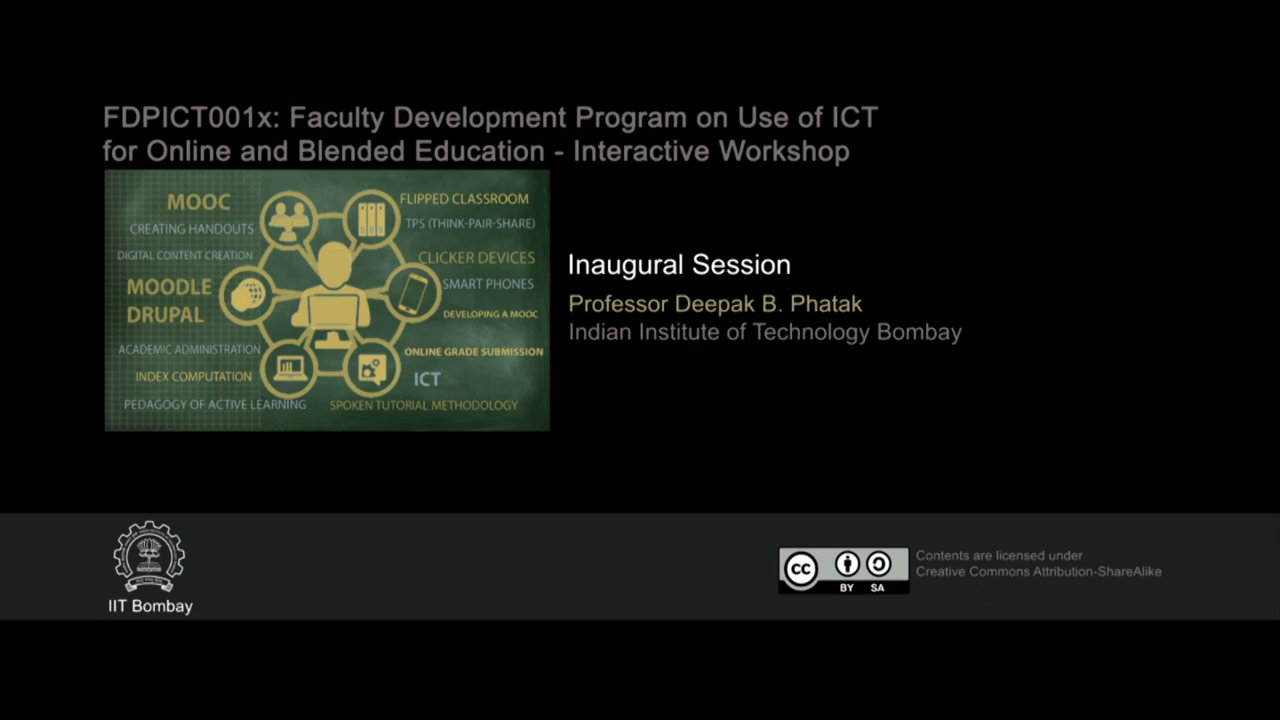 FDPICT001x: Faculty Development Program on Use of ICT
for Online and Blended Education - Interactive Workshop
MOOC
CREATING HANDOUTS
DIGITAL CONTENT CREATION
MOODLE
DRUPAL
ACADEMIC ADMINISTRATION
INDEX COMPUTATION
PEDAGOGY OF ACTIVE LEARNING
FLIPPED CLASSROOM
TPS (THINK-PAIR-SHARE)
CLICKER DEVICES
SMART PHONES
DEVELOPING A MOOC
ONLINE GRADE SUBMISSION
ICT
SPOKEN TUTORIAL METHODOLOGY
Inaugural Session
Professor Deepak B. Phatak
Indian Institute of Technology Bombay
IIT Bombay
cc
BY SA
Contents are licensed under
Creative Commons Attribution-ShareAlike